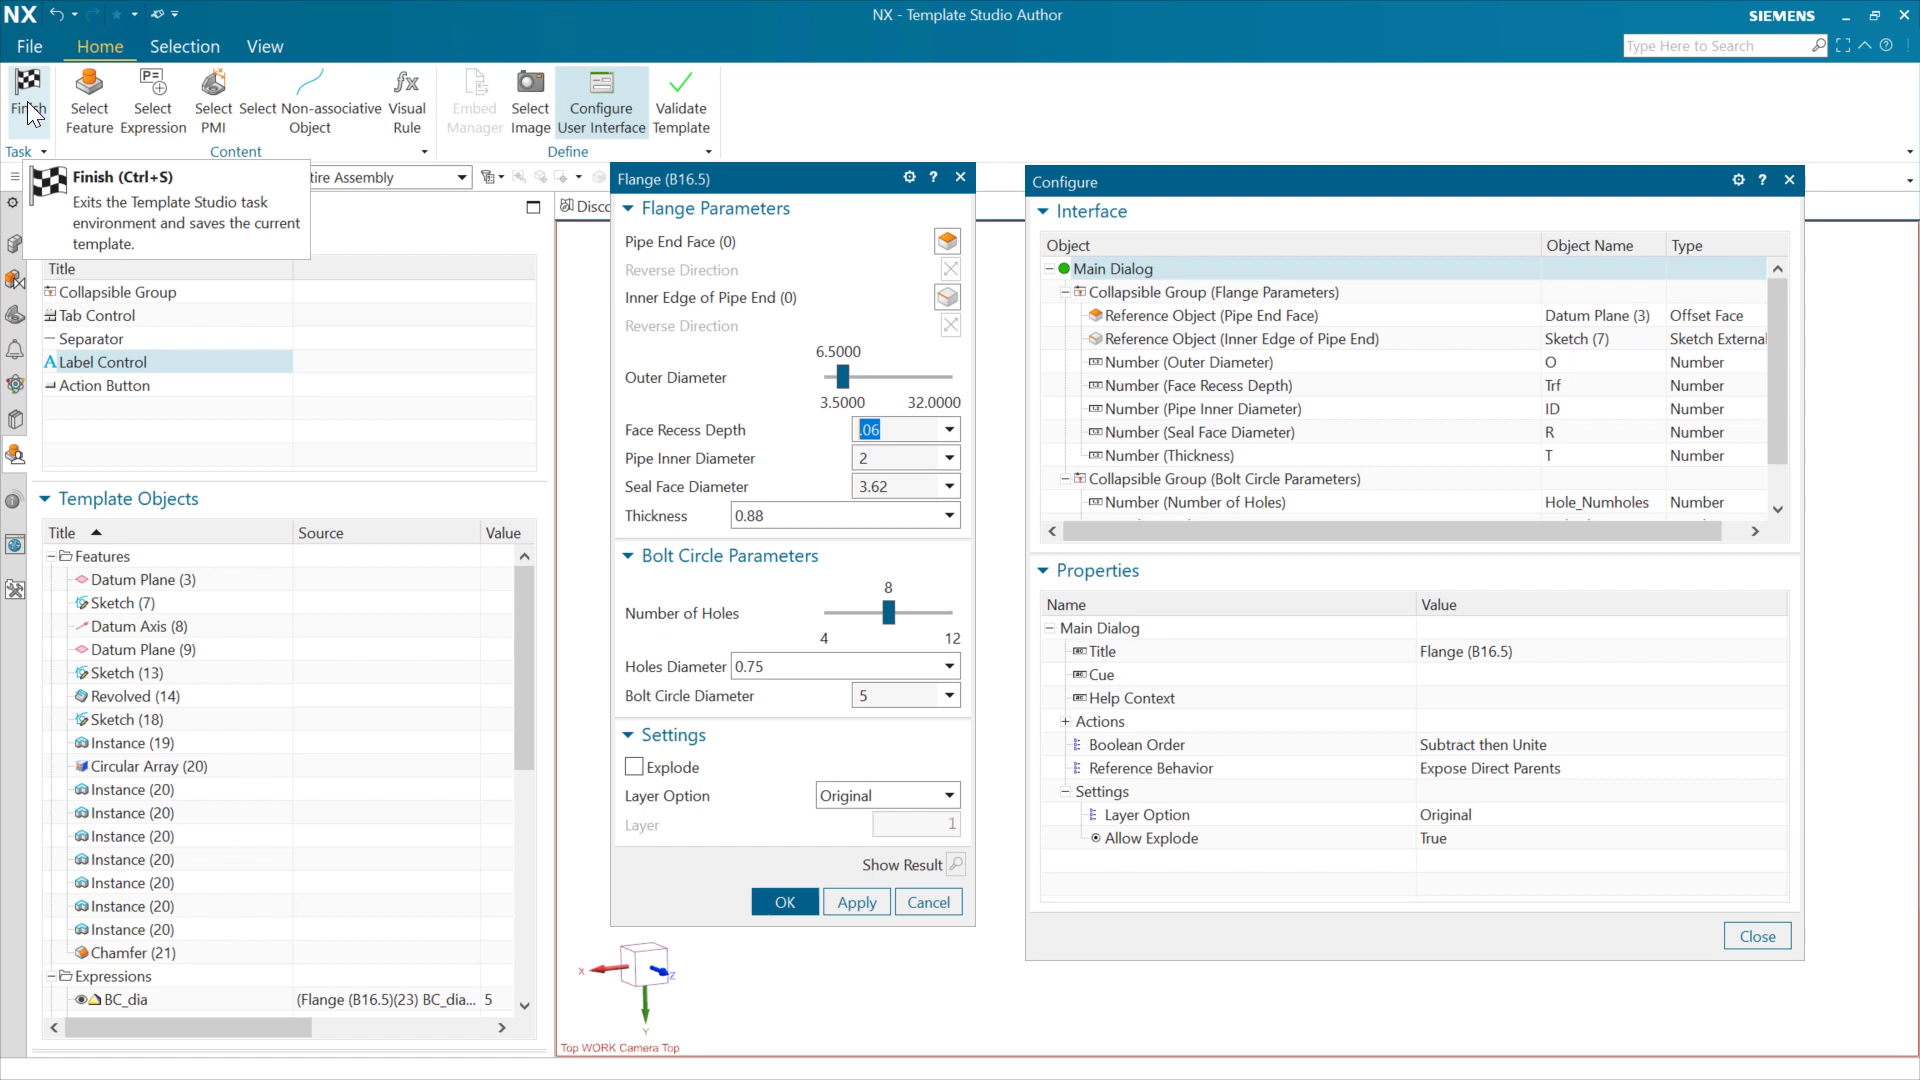 NX
NX - Template Studio Author
SIEMENS
File
Home
Selection
View
Type Here to Search
Finish
Select
Feature
Select
Expression
Select
PMI
Select Non-associative
Object
Visual
Rule
Embed
Manager
Select
Image
Configure
User Interface
Validate
Template
Task
Content
Define
Finish (Ctrl+S)
Exits the Template Studio task
environment and saves the current
template.
tire Assembly
Disco
Title
Collapsible Group
Tab Control
Separator
Label Control
Action Button
Template Objects
Title
Source
Value
Features
Datum Plane (3)
Sketch (7)
Datum Axis (8)
Datum Plane (9)
Sketch (13)
Revolved (14)
Sketch (18)
Instance (19)
Circular Array (20)
Instance (20)
Instance (20)
Instance (20)
Instance (20)
Instance (20)
Instance (20)
Instance (20)
Chamfer (21)
Expressions
BC_dia
(Flange (B16.5)(23) BC_dia...
5
Flange (B16.5)
Flange Parameters
Pipe End Face (0)
Reverse Direction
Inner Edge of Pipe End (0)
Reverse Direction
6.5000
Outer Diameter
3.5000
32.0000
Face Recess Depth
.06
Pipe Inner Diameter
2
Seal Face Diameter
3.62
Thickness
0.88
Bolt Circle Parameters
8
Number of Holes
4
12
Holes Diameter
0.75
Bolt Circle Diameter
5
Settings
Explode
Layer Option
Original
Layer
1
Show Result
OK
Apply
Cancel
X
Z
Y
Top WORK Camera Top
Configure
Interface
Object
Object Name
Type
Main Dialog
Collapsible Group (Flange Parameters)
Reference Object (Pipe End Face)
Datum Plane (3)
Offset Face
Reference Object (Inner Edge of Pipe End)
Sketch (7)
Sketch External
Number (Outer Diameter)
O
Number
Number (Face Recess Depth)
Trf
Number
Number (Pipe Inner Diameter)
ID
Number
Number (Seal Face Diameter)
R
Number
Number (Thickness)
T
Number
Collapsible Group (Bolt Circle Parameters)
Number (Number of Holes)
Hole_Numholes
Number
Properties
Name
Value
Main Dialog
Title
Flange (B16.5)
Cue
Help Context
Actions
Boolean Order
Subtract then Unite
Reference Behavior
Expose Direct Parents
Settings
Layer Option
Original
Allow Explode
True
Close